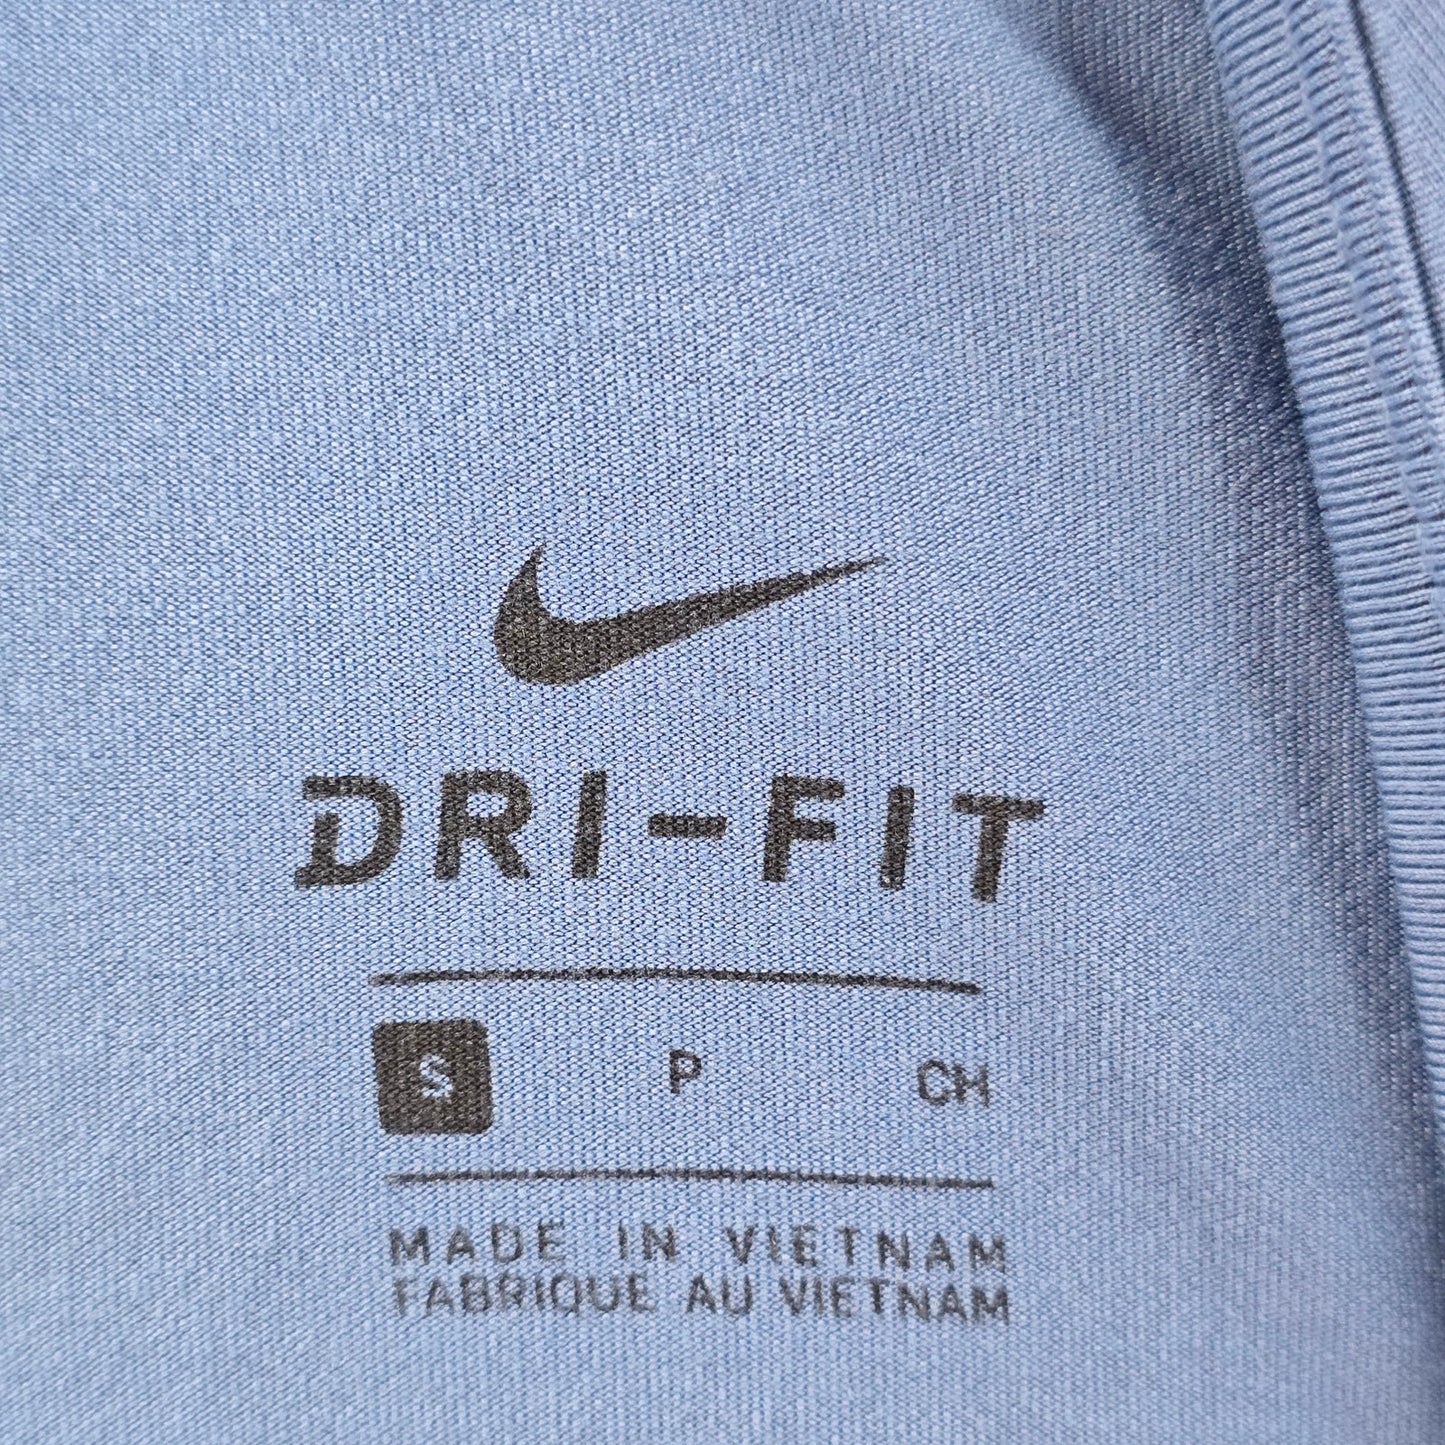 DRI-FIT
S P CH
MADE IN VIETNAM
FABRIQUE AU VIETNAM